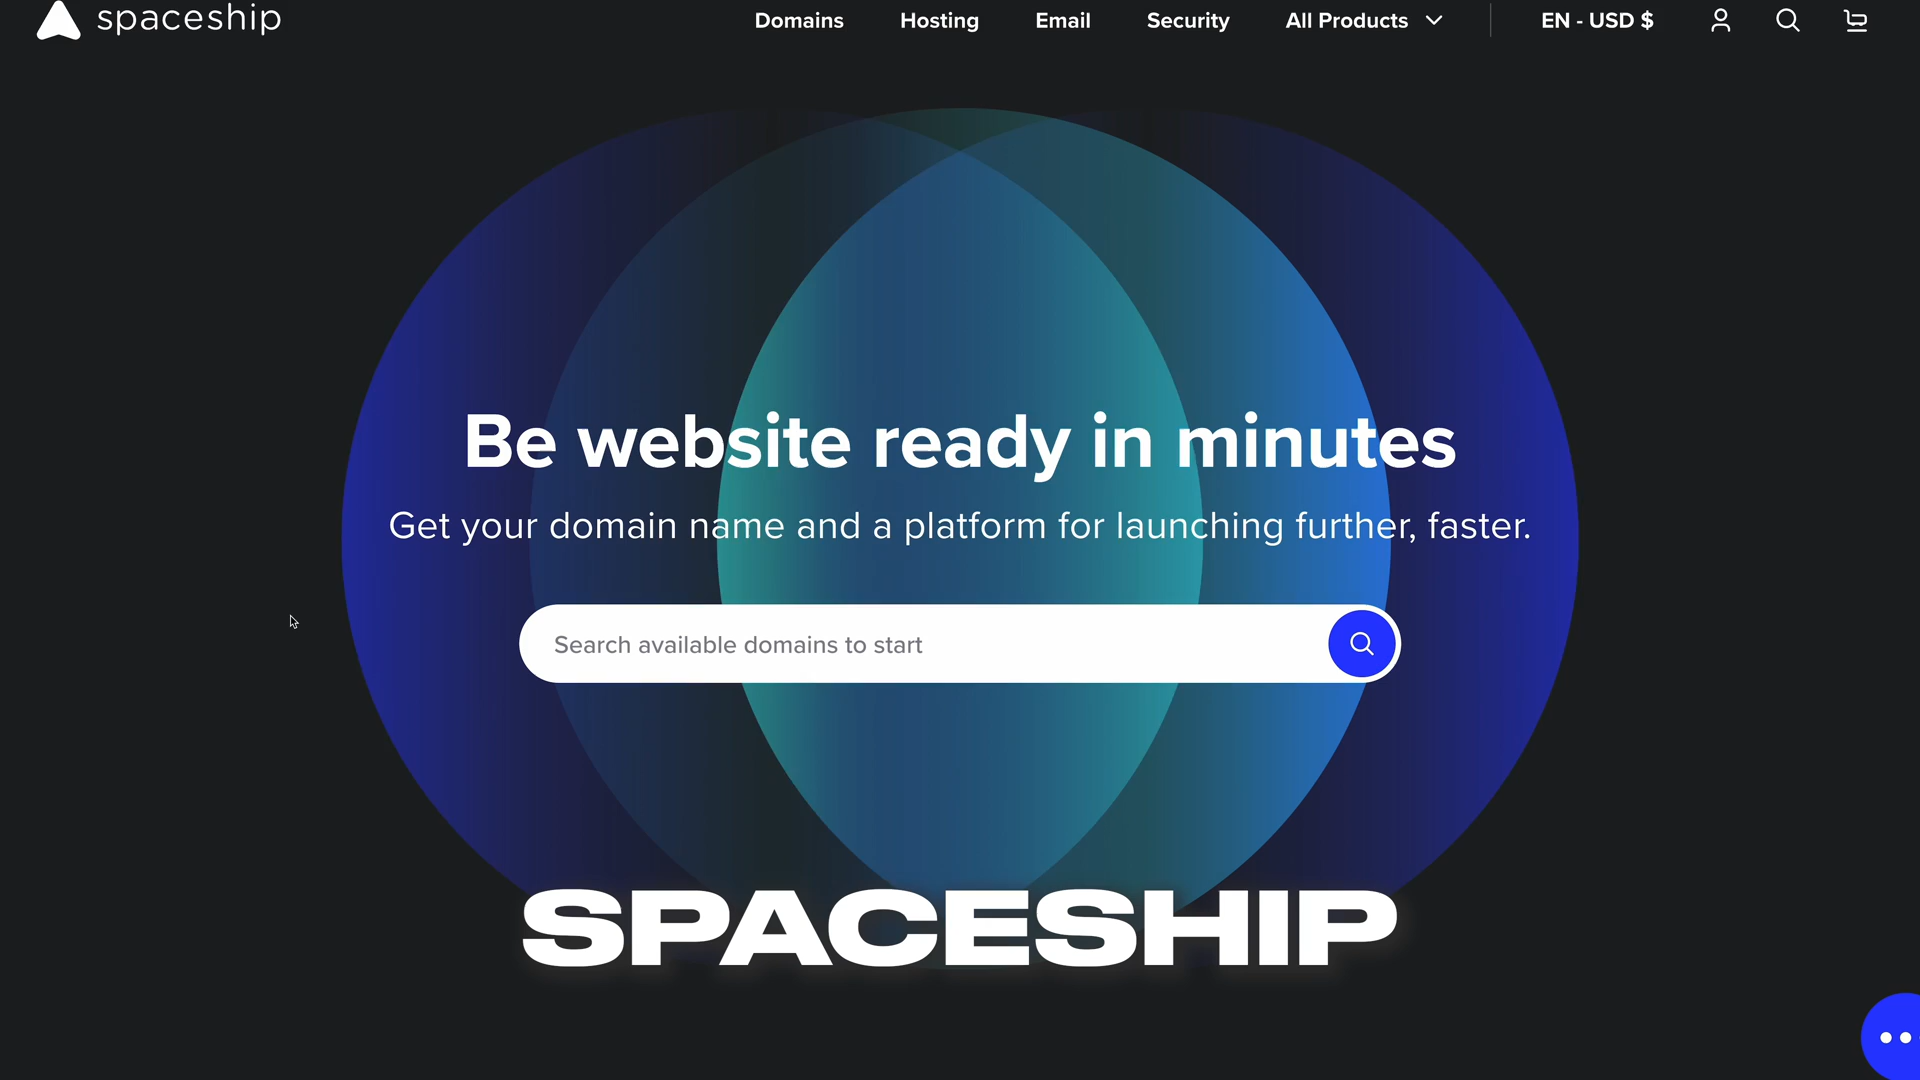 spaceship
Domains
Hosting
Email
Security
All Products
EN - USD $
Be website ready in minutes
Get your domain name and a platform for launching further, faster.
Search available domains to start
SPACESHIP